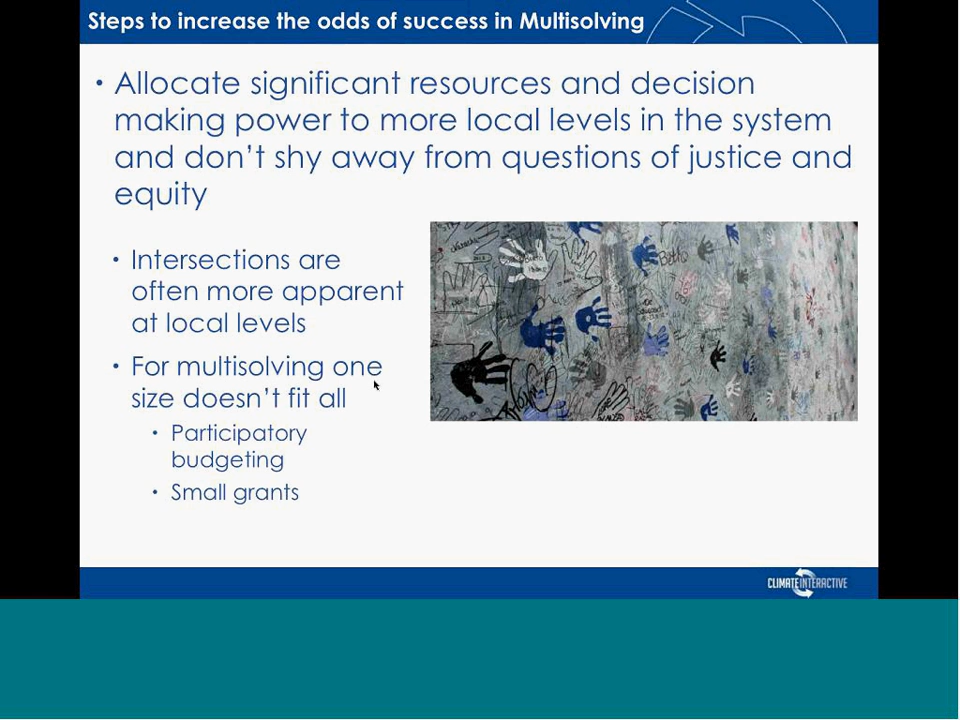 Steps to increase the odds of success in Multisolving
• Allocate significant resources and decision
making power to more local levels in the system
and don't shy away from questions of justice and
equity
• Intersections are
often more apparent
at local levels
• For multisolving one
size doesn't fit all
• Participatory
budgeting
• Small grants
CLIMATE INTERACTIVE